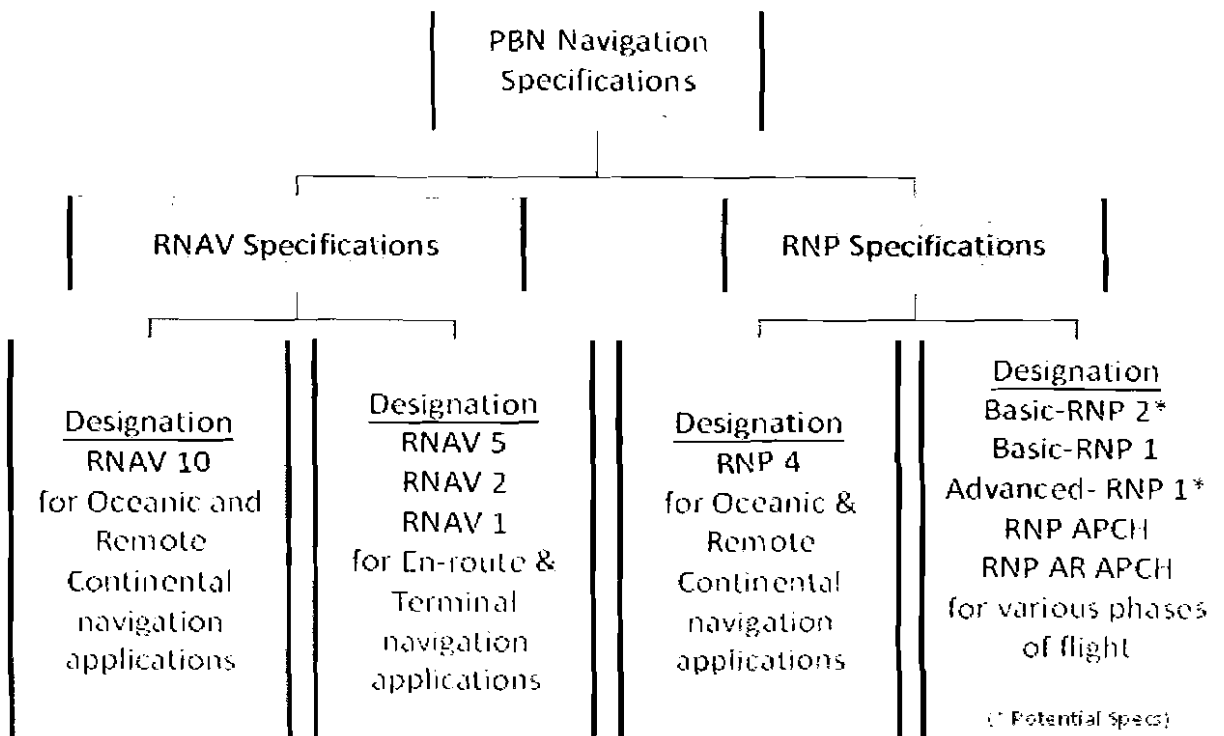 PBN Navigation
Specifications
RNAV Specifications
RNP Specifications
Designation
RNAV 10
for Oceanic and
Remote
Continental
navigation
applications
Designation
RNAV 5
RNAV 2
RNAV 1
for En-route &
Terminal
navigation
applications
Designation
RNP 4
for Oceanic &
Remote
Continental
navigation
applications
Designation
Basic-RNP 2*
Basic-RNP 1
Advanced- RNP 1*
RNP APCH
RNP AR APCH
for various phases
of flight
(* Potential Specs)